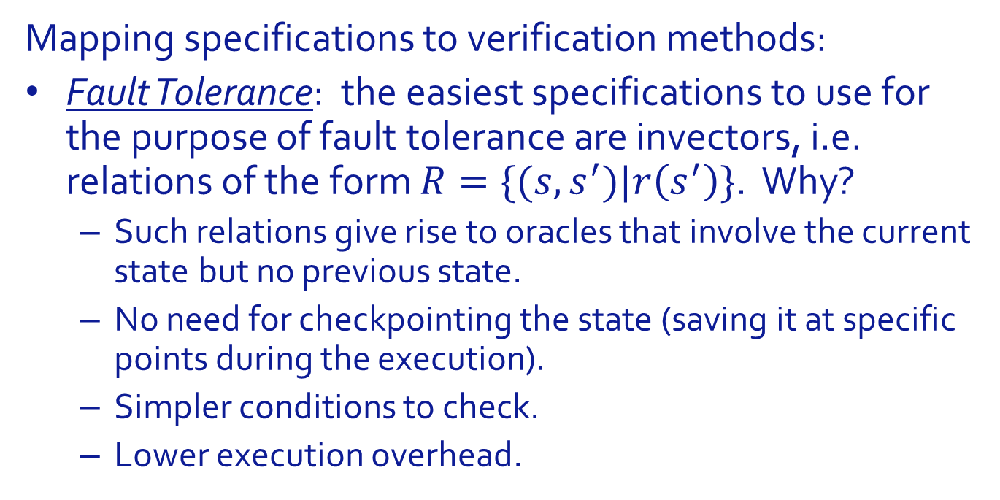 Mapping specifications to verification methods:
• Fault Tolerance: the easiest specifications to use for
the purpose of fault tolerance are invectors, i.e.
relations of the form R = {(s, s′)|r(s′)}. Why?
– Such relations give rise to oracles that involve the current
state but no previous state.
– No need for checkpointing the state (saving it at specific
points during the execution).
– Simpler conditions to check.
– Lower execution overhead.